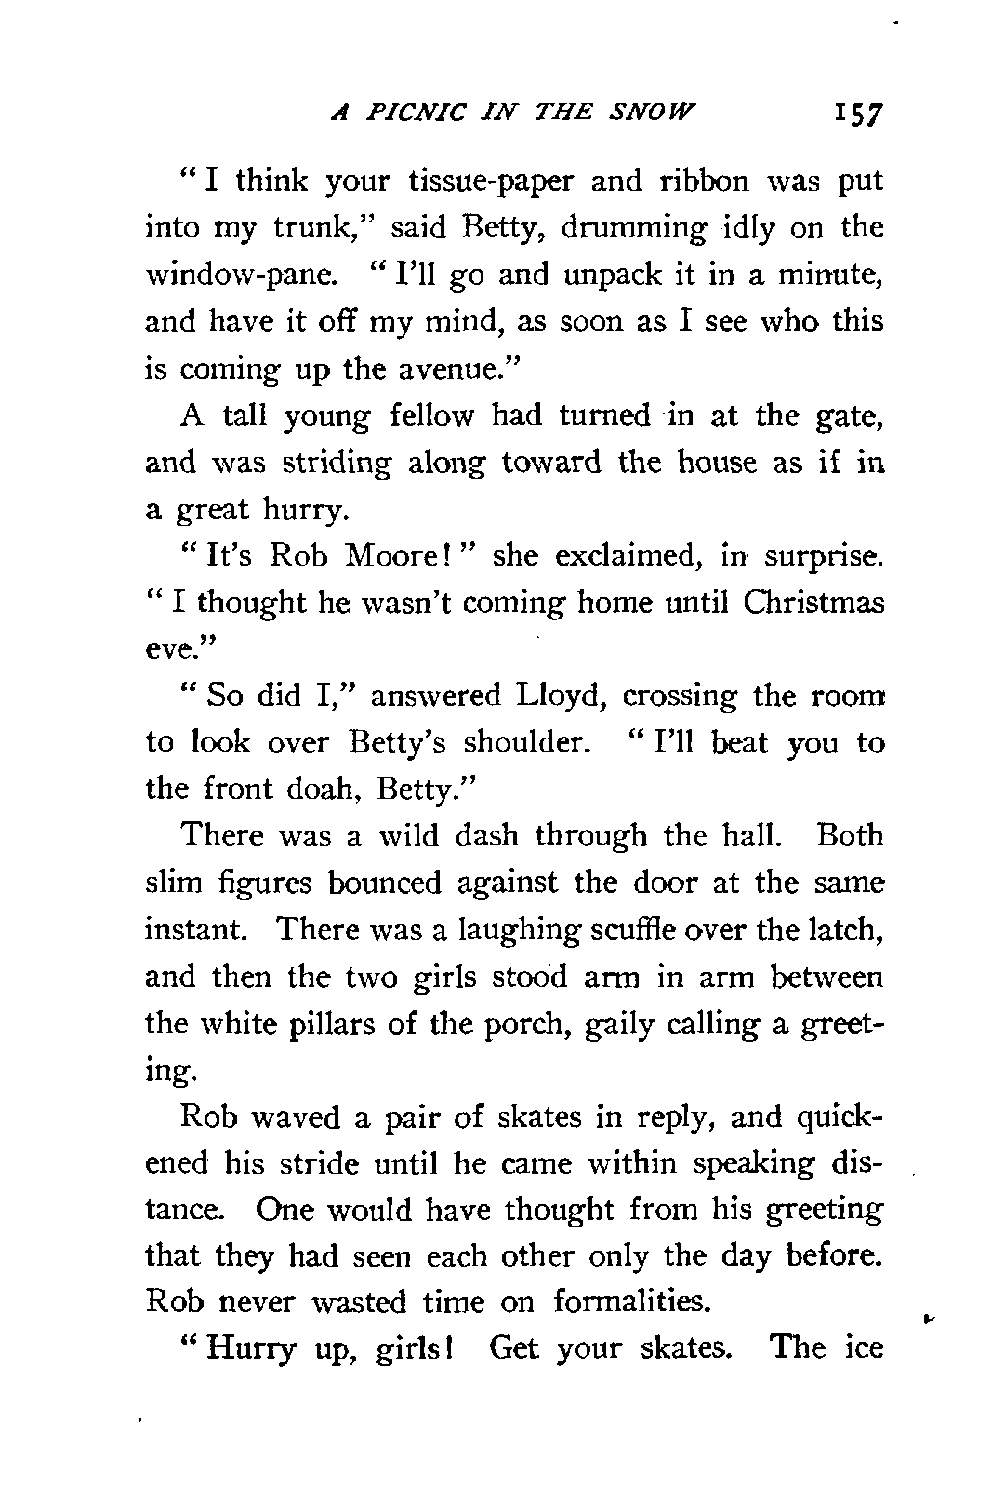 A PICNIC IN THE SNOW 157
" I think your tissue-paper and ribbon was put
into my trunk," said Betty, drumming idly on the
window-pane. " I'll go and unpack it in a minute,
and have it off my mind, as soon as I see who this
is coming up the avenue."
A tall young fellow had turned in at the gate,
and was striding along toward the house as if in
a great hurry.
" It's Rob Moore! " she exclaimed, in surprise.
" I thought he wasn't coming home until Christmas
eve."
" So did I," answered Lloyd, crossing the room
to look over Betty's shoulder. " I'll beat you to
the front doah, Betty."
There was a wild dash through the hall. Both
slim figures bounced against the door at the same
instant. There was a laughing scuffle over the latch,
and then the two girls stood arm in arm between
the white pillars of the porch, gaily calling a greet-
ing.
Rob waved a pair of skates in reply, and quick-
ened his stride until he came within speaking dis-
tance. One would have thought from his greeting
that they had seen each other only the day before.
Rob never wasted time on formalities.
" Hurry up, girls! Get your skates. The ice